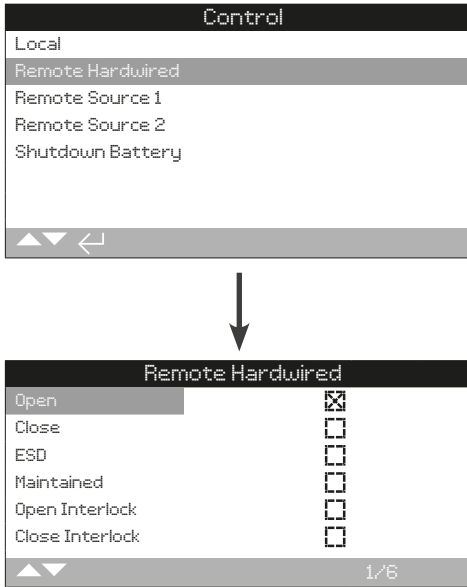 Control
Local
Remote Hardwired
Remote Source 1
Remote Source 2
Shutdown Battery
Remote Hardwired
Open
Close
ESD
Maintained
Open Interlock
Close Interlock
1/6